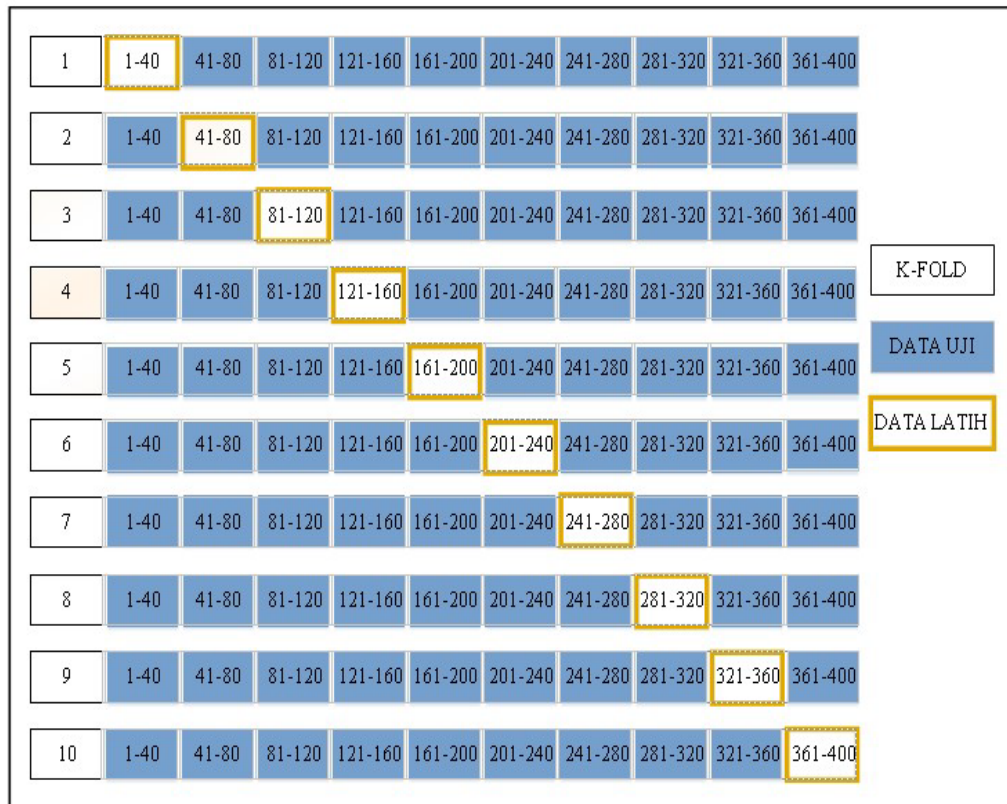 1 1-40 41-80 81-120 121-160 161-200 201-240 241-280 281-320 321-360 361-400
2 1-40 41-80 81-120 121-160 161-200 201-240 241-280 281-320 321-360 361-400
3 1-40 41-80 81-120 121-160 161-200 201-240 241-280 281-320 321-360 361-400
4 1-40 41-80 81-120 121-160 161-200 201-240 241-280 281-320 321-360 361-400
5 1-40 41-80 81-120 121-160 161-200 201-240 241-280 281-320 321-360 361-400
6 1-40 41-80 81-120 121-160 161-200 201-240 241-280 281-320 321-360 361-400
7 1-40 41-80 81-120 121-160 161-200 201-240 241-280 281-320 321-360 361-400
8 1-40 41-80 81-120 121-160 161-200 201-240 241-280 281-320 321-360 361-400
9 1-40 41-80 81-120 121-160 161-200 201-240 241-280 281-320 321-360 361-400
10 1-40 41-80 81-120 121-160 161-200 201-240 241-280 281-320 321-360 361-400
K-FOLD
DATA UJI
DATA LATIH